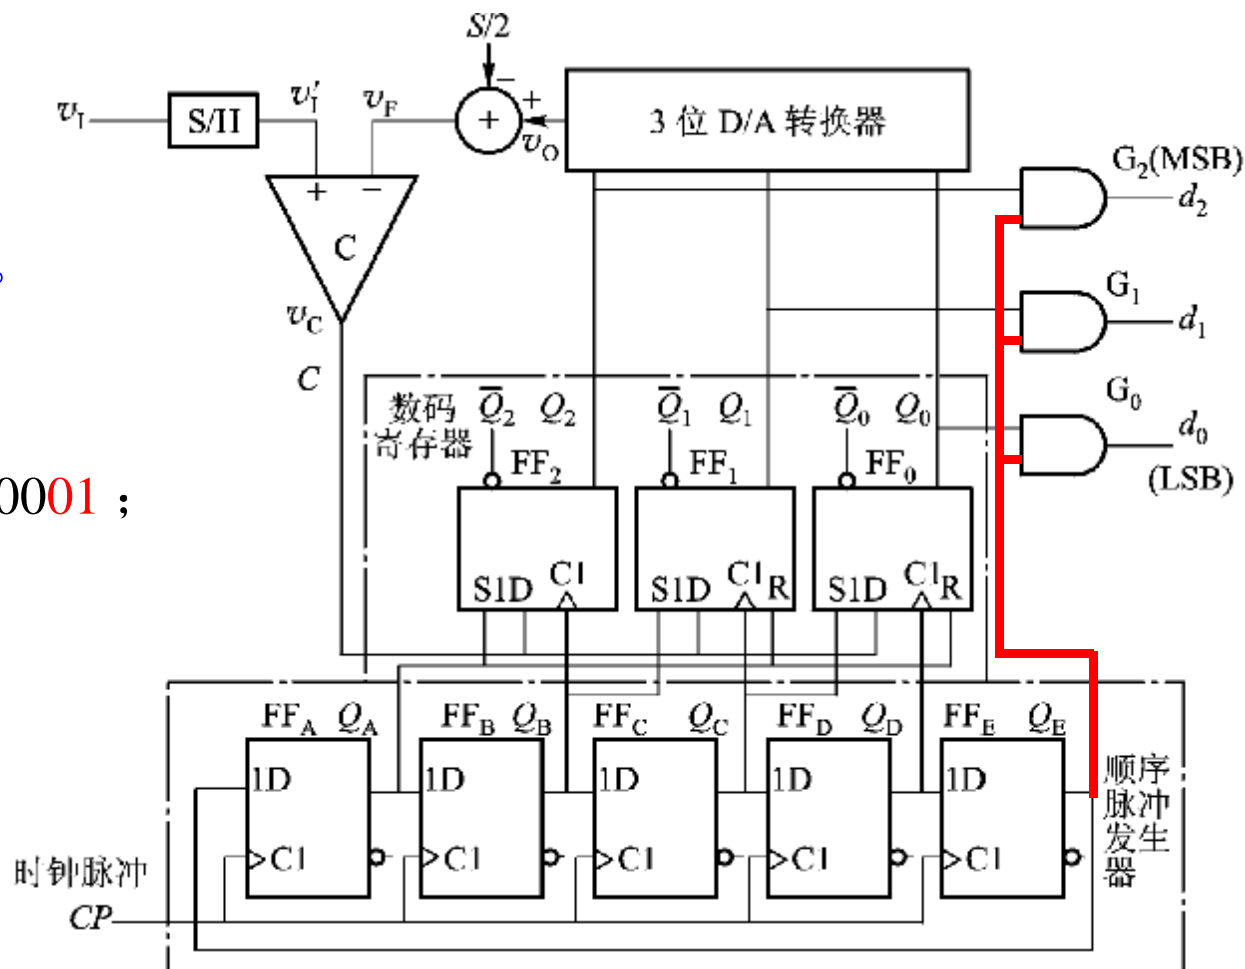 S/2
v_I
S/H
v'_I
v_F
−
+
+
v_O
3 位 D/A 转换器
G₂(MSB)
d₂
+ −
C
。
v_C
C
G₁
d₁
G₀
d₀
(LSB)
数码
寄存器
Q̅₂ Q₂
Q̅₁ Q₁
Q̅₀ Q₀
FF₂
FF₁
FF₀
0001；
S1D C1
S1D C1 R
S1D C1 R
FF_A Q_A
FF_B Q_B
FF_C Q_C
FF_D Q_D
FF_E Q_E
1D
1D
1D
1D
1D
C1
C1
C1
C1
C1
顺序
脉冲
发生
器
时钟脉冲
CP